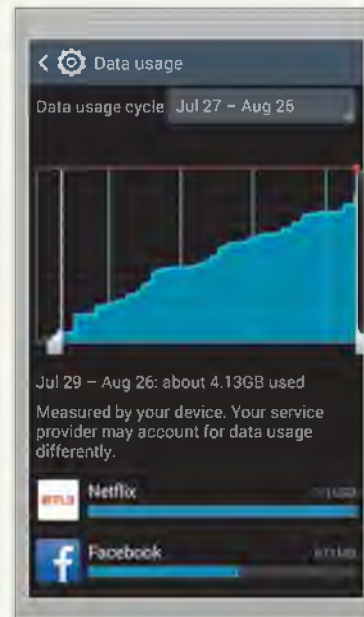 Data usage
Data usage cycle Jul 27 – Aug 26
Jul 29 – Aug 26: about 4.13GB used
Measured by your device. Your service
provider may account for data usage
differently.
Netflix
Facebook